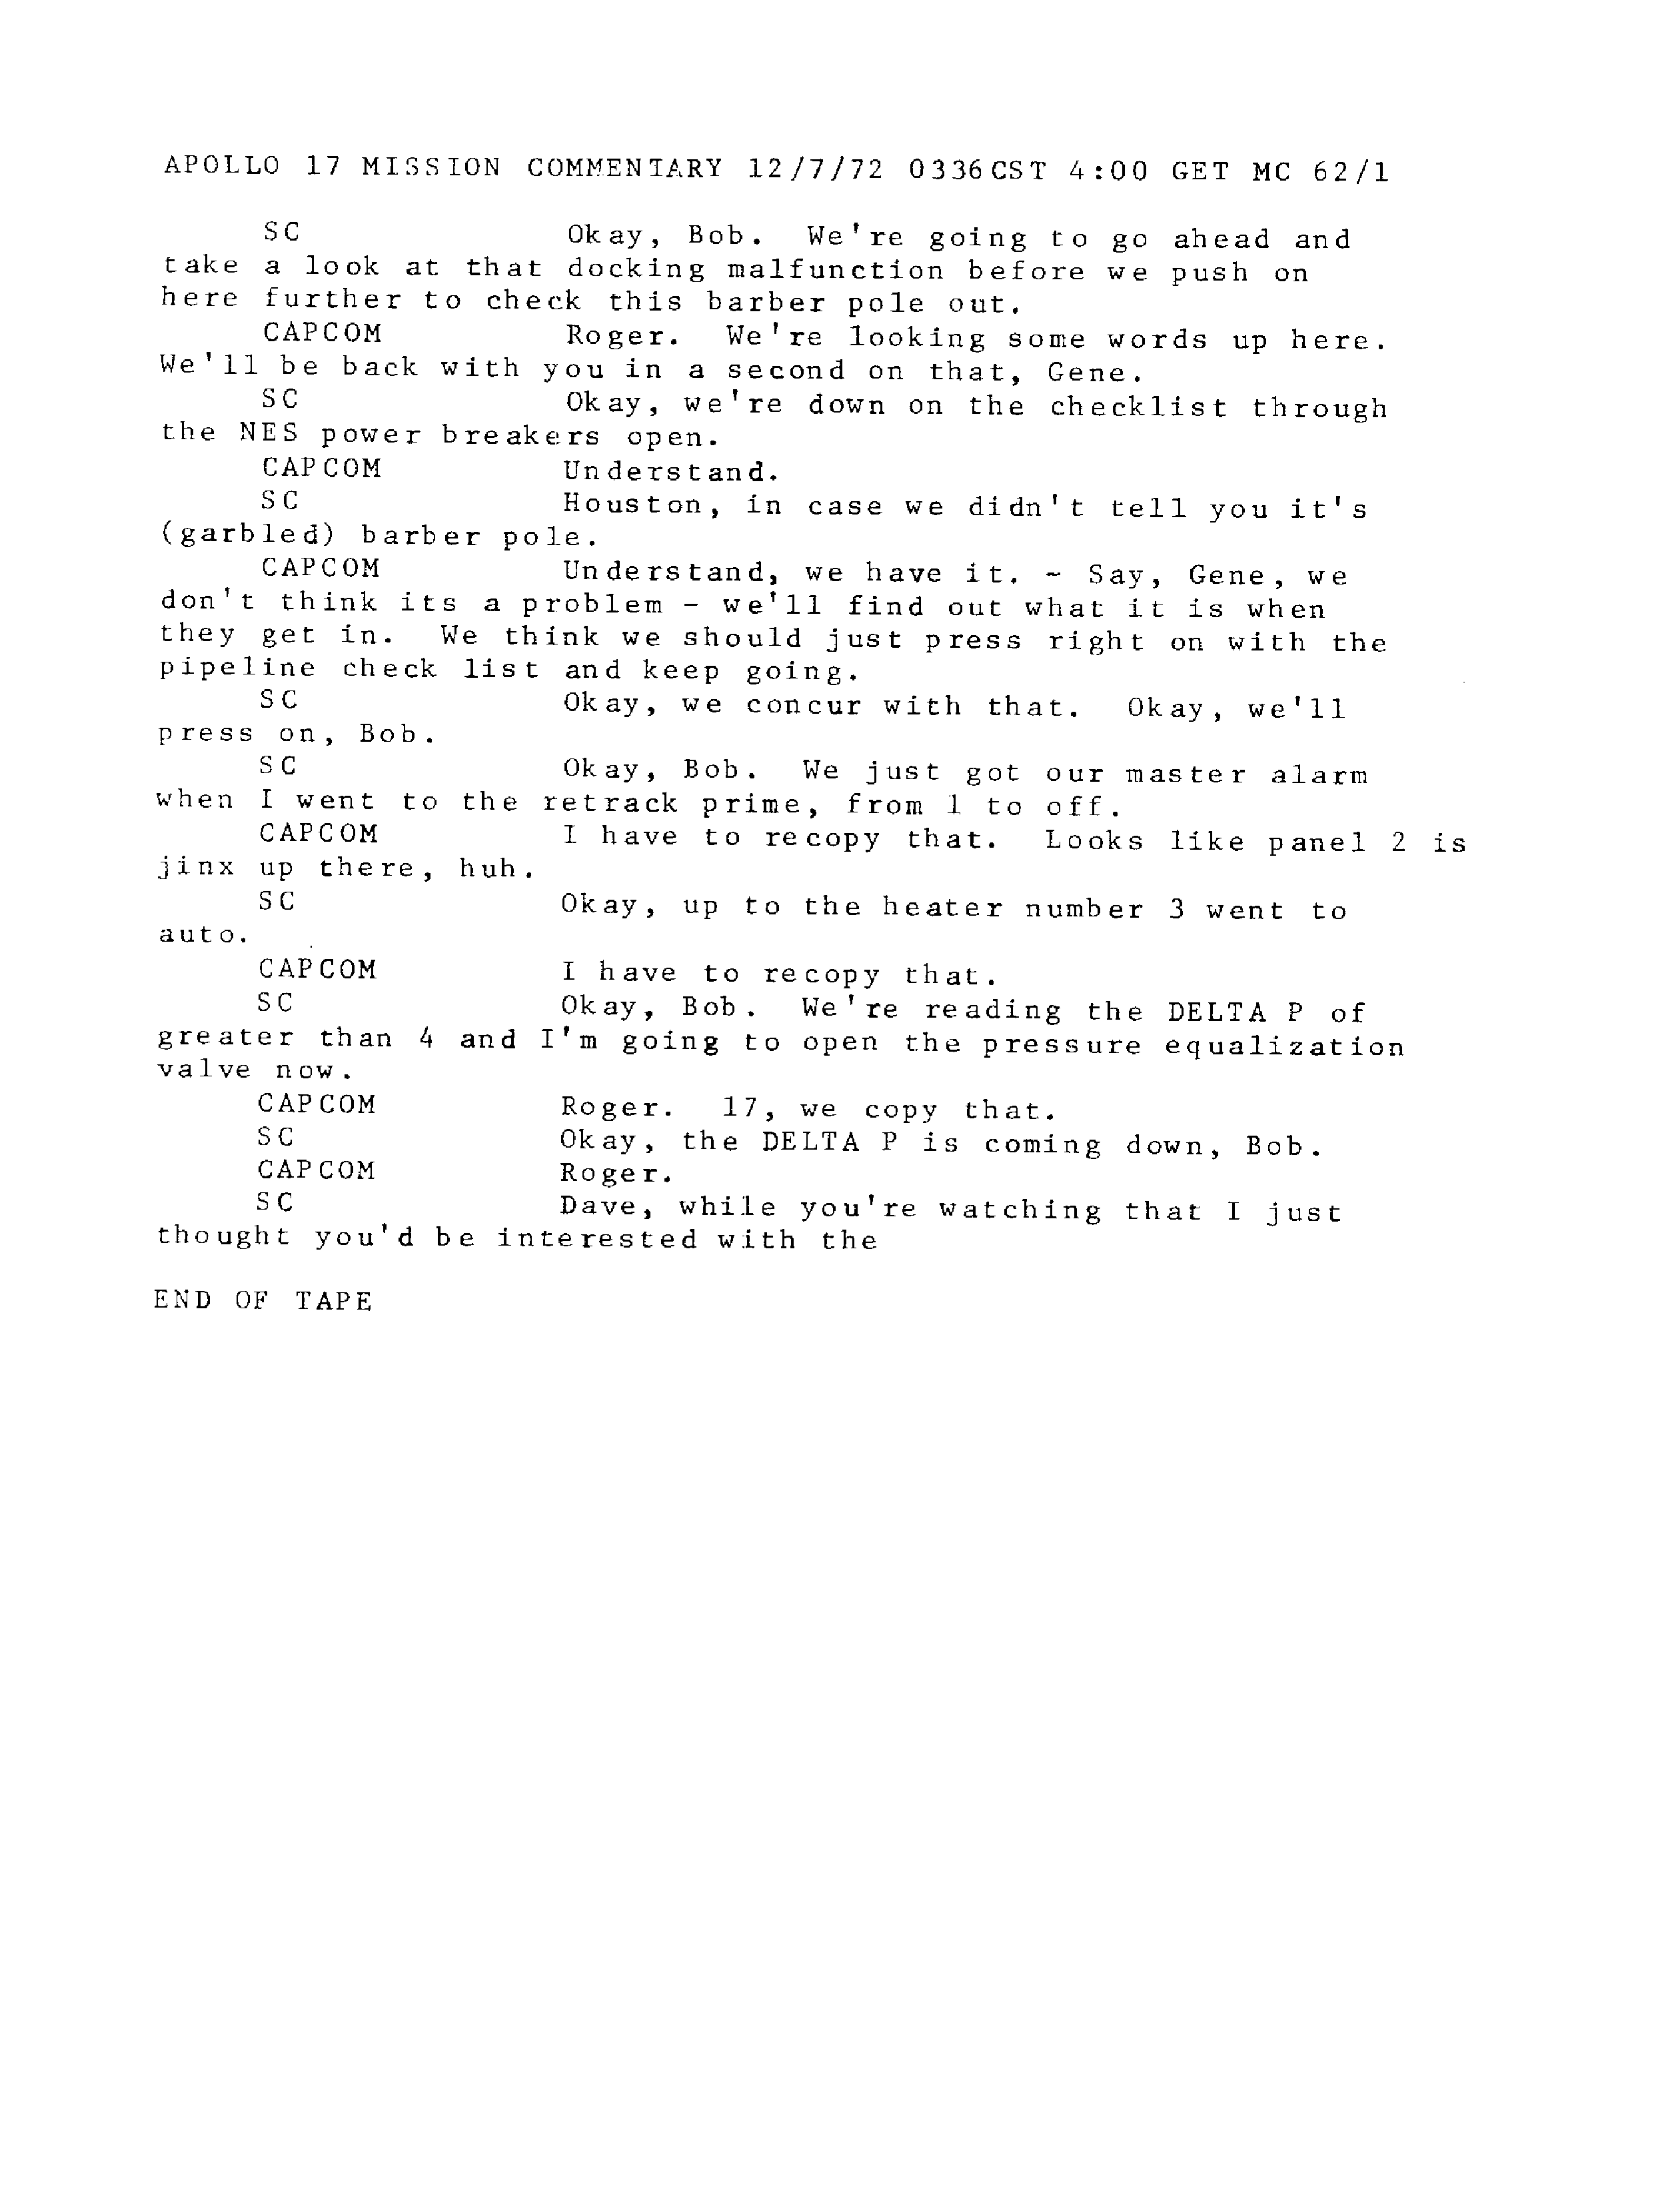 APOLLO 17 MISSION COMMENTARY 12/7/72 0336CST 4:00 GET MC 62/1
SC Okay, Bob. We're going to go ahead and
take a look at that docking malfunction before we push on
here further to check this barber pole out.
CAPCOM Roger. We're looking some words up here.
We'll be back with you in a second on that, Gene.
SC Okay, we're down on the checklist through
the NES power breakers open.
CAPCOM Understand.
SC Houston, in case we didn't tell you it's
(garbled) barber pole.
CAPCOM Understand, we have it. - Say, Gene, we
don't think its a problem - we'll find out what it is when
they get in. We think we should just press right on with the
pipeline check list and keep going.
SC Okay, we concur with that. Okay, we'll
press on, Bob.
SC Okay, Bob. We just got our master alarm
when I went to the retrack prime, from 1 to off.
CAPCOM I have to recopy that. Looks like panel 2 is
jinx up there, huh.
SC Okay, up to the heater number 3 went to
auto.
CAPCOM I have to recopy that.
SC Okay, Bob. We're reading the DELTA P of
greater than 4 and I'm going to open the pressure equalization
valve now.
CAPCOM Roger. 17, we copy that.
SC Okay, the DELTA P is coming down, Bob.
CAPCOM Roger.
SC Dave, while you're watching that I just
thought you'd be interested with the
END OF TAPE